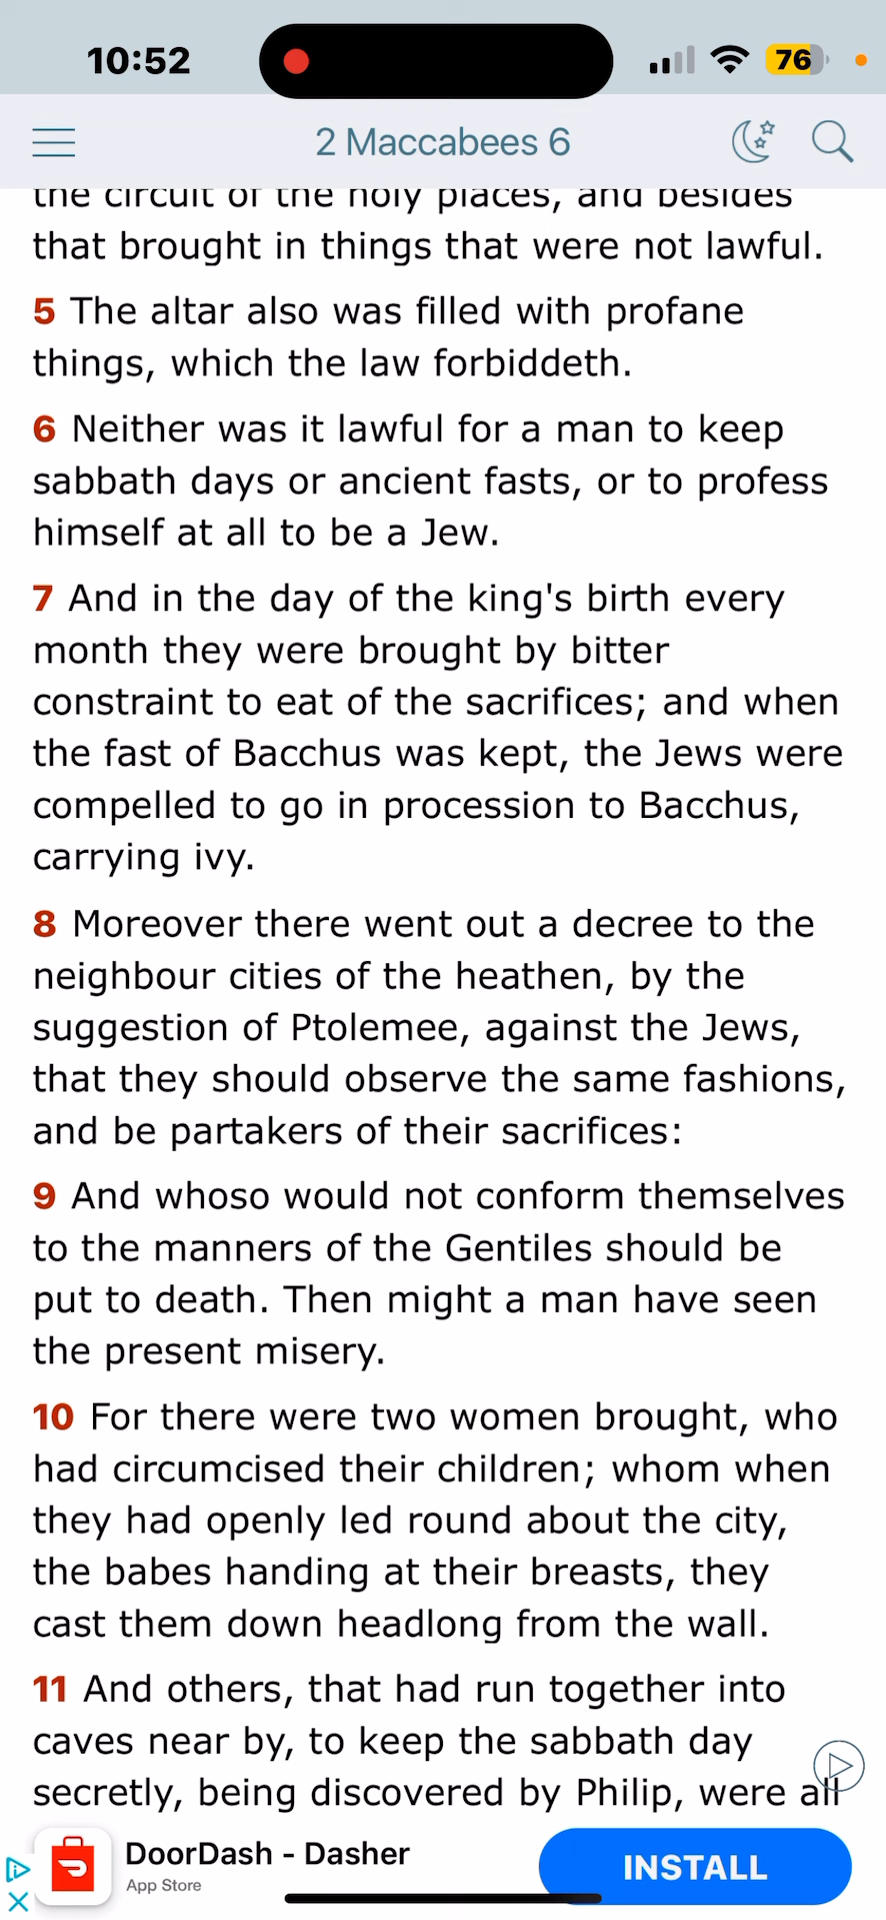 10:52
76
2 Maccabees 6
the circuit of the holy places, and besides
that brought in things that were not lawful.
5 The altar also was filled with profane
things, which the law forbiddeth.
6 Neither was it lawful for a man to keep
sabbath days or ancient fasts, or to profess
himself at all to be a Jew.
7 And in the day of the king's birth every
month they were brought by bitter
constraint to eat of the sacrifices; and when
the fast of Bacchus was kept, the Jews were
compelled to go in procession to Bacchus,
carrying ivy.
8 Moreover there went out a decree to the
neighbour cities of the heathen, by the
suggestion of Ptolemee, against the Jews,
that they should observe the same fashions,
and be partakers of their sacrifices:
9 And whoso would not conform themselves
to the manners of the Gentiles should be
put to death. Then might a man have seen
the present misery.
10 For there were two women brought, who
had circumcised their children; whom when
they had openly led round about the city,
the babes handing at their breasts, they
cast them down headlong from the wall.
11 And others, that had run together into
caves near by, to keep the sabbath day
secretly, being discovered by Philip, were all
DoorDash - Dasher
App Store
INSTALL